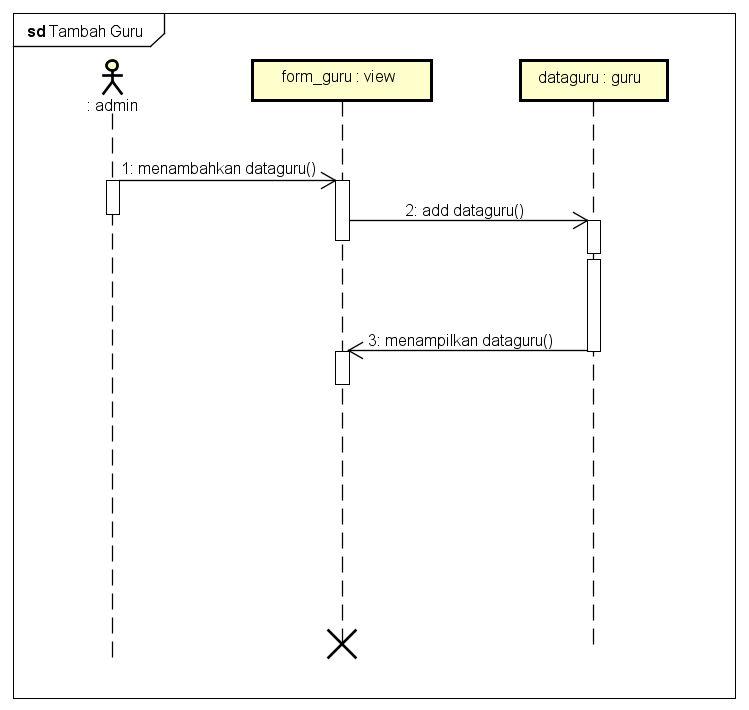 sd Tambah Guru
: admin
form_guru : view
dataguru : guru
1: menambahkan dataguru()
2: add dataguru()
3: menampilkan dataguru()